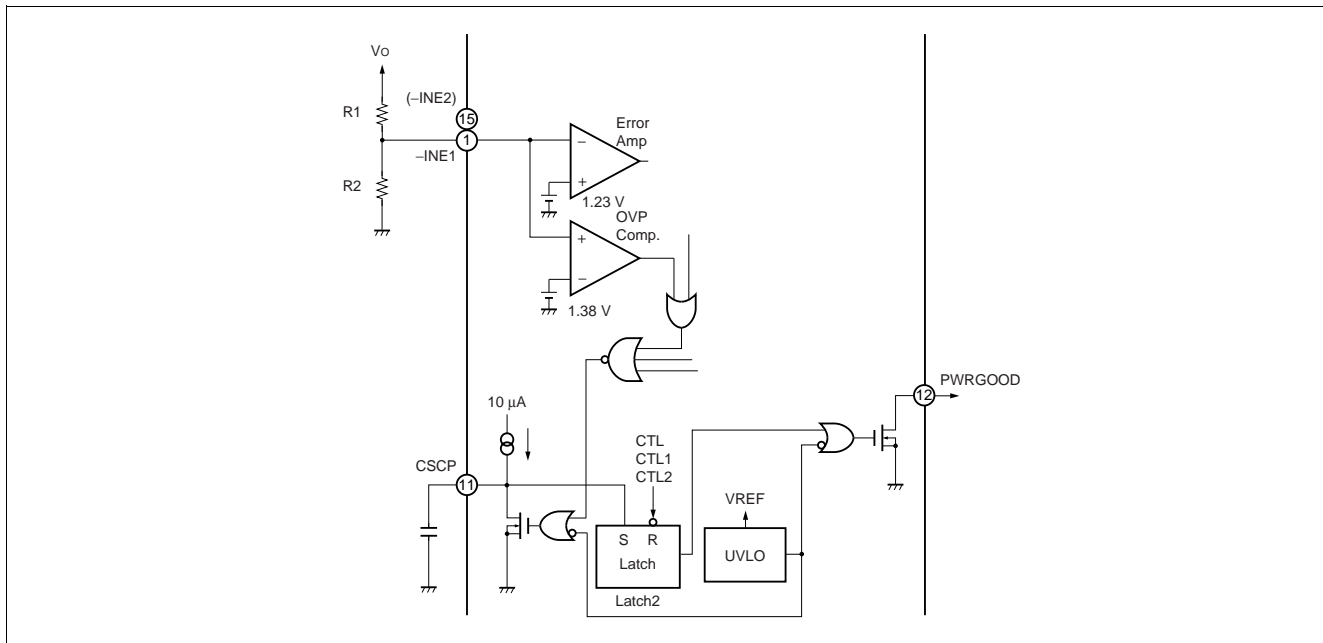 VO
R1
(–INE2)
15
1
–INE1
R2
Error
Amp
–
+
1.23 V
OVP
Comp.
+
–
1.38 V
PWRGOOD
12
10 µA
CTL
CTL1
CTL2
CSCP
11
VREF
S R
Latch
UVLO
Latch2